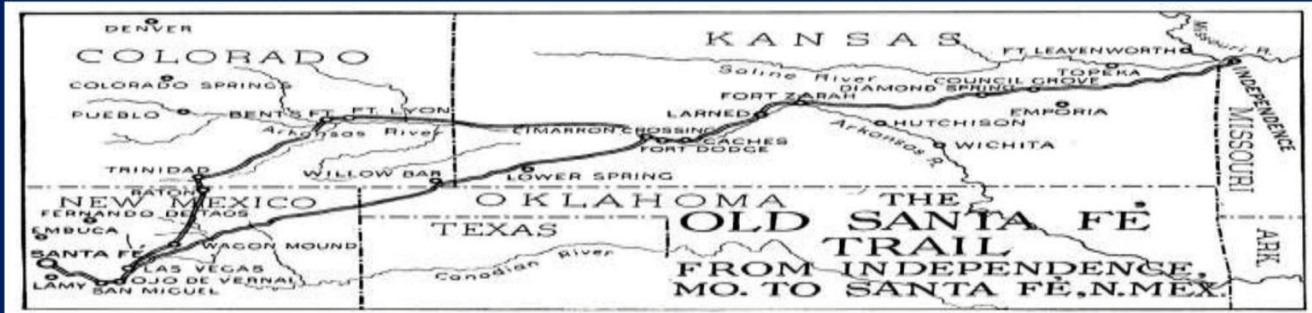 DENVER
COLORADO
COLORADO SPRINGS
PUEBLO
BENT'S FT.
FT. LYON
Arkansas River
TRINIDAD
RATON
KANSAS
FT. LEAVENWORTH
Missouri R.
TOPEKA
INDEPENDENCE
Saline River
COUNCIL GROVE
DIAMOND SPRING
FORT ZARAH
EMPORIA
LARNED
HUTCHISON
Arkansas R.
WICHITA
CIMARRON CROSSING
CACHES
FORT DODGE
WILLOW BAR
LOWER SPRING
MISSOURI
ARK.
NEW MEXICO
FERNANDO DE TAOS
EMBUCA
SANTA FÉ
WAGON MOUND
LAS VEGAS
OJO DE VERNAL
LAMY
SAN MIGUEL
OKLAHOMA
TEXAS
Canadian River
THE
OLD SANTA FÉ
TRAIL
FROM INDEPENDENCE,
MO. TO SANTA FÉ, N.MEX.